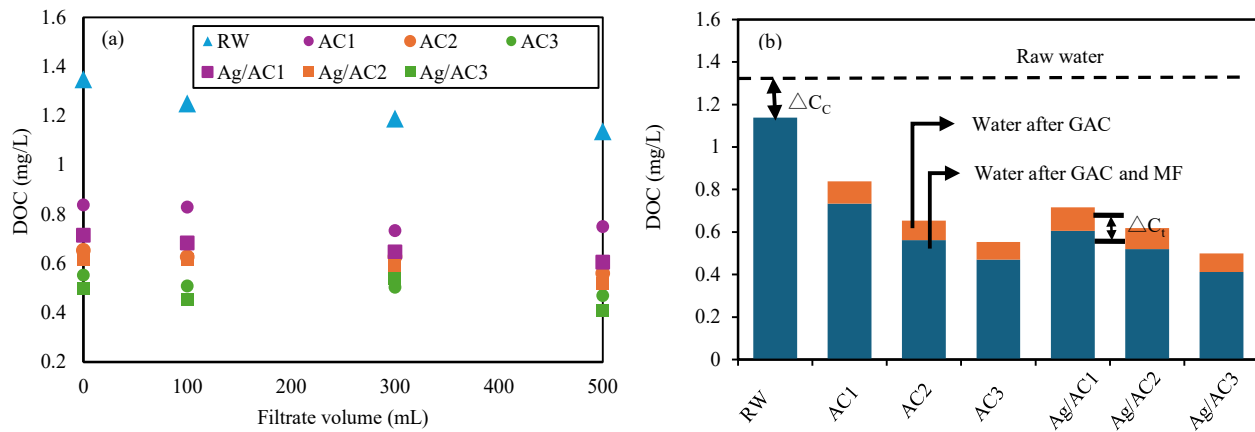 (a)
RW AC1 AC2 AC3
Ag/AC1 Ag/AC2 Ag/AC3
1.6
1.4
1.2
1
0.8
0.6
0.4
0.2
DOC (mg/L)
0 100 200 300 400 500
Filtrate volume (mL)
(b)
1.6
1.4
1.2
1
0.8
0.6
0.4
0.2
0
DOC (mg/L)
Raw water
△C_C
Water after GAC
Water after GAC and MF
△C_t
RW AC1 AC2 AC3 Ag/AC1 Ag/AC2 Ag/AC3